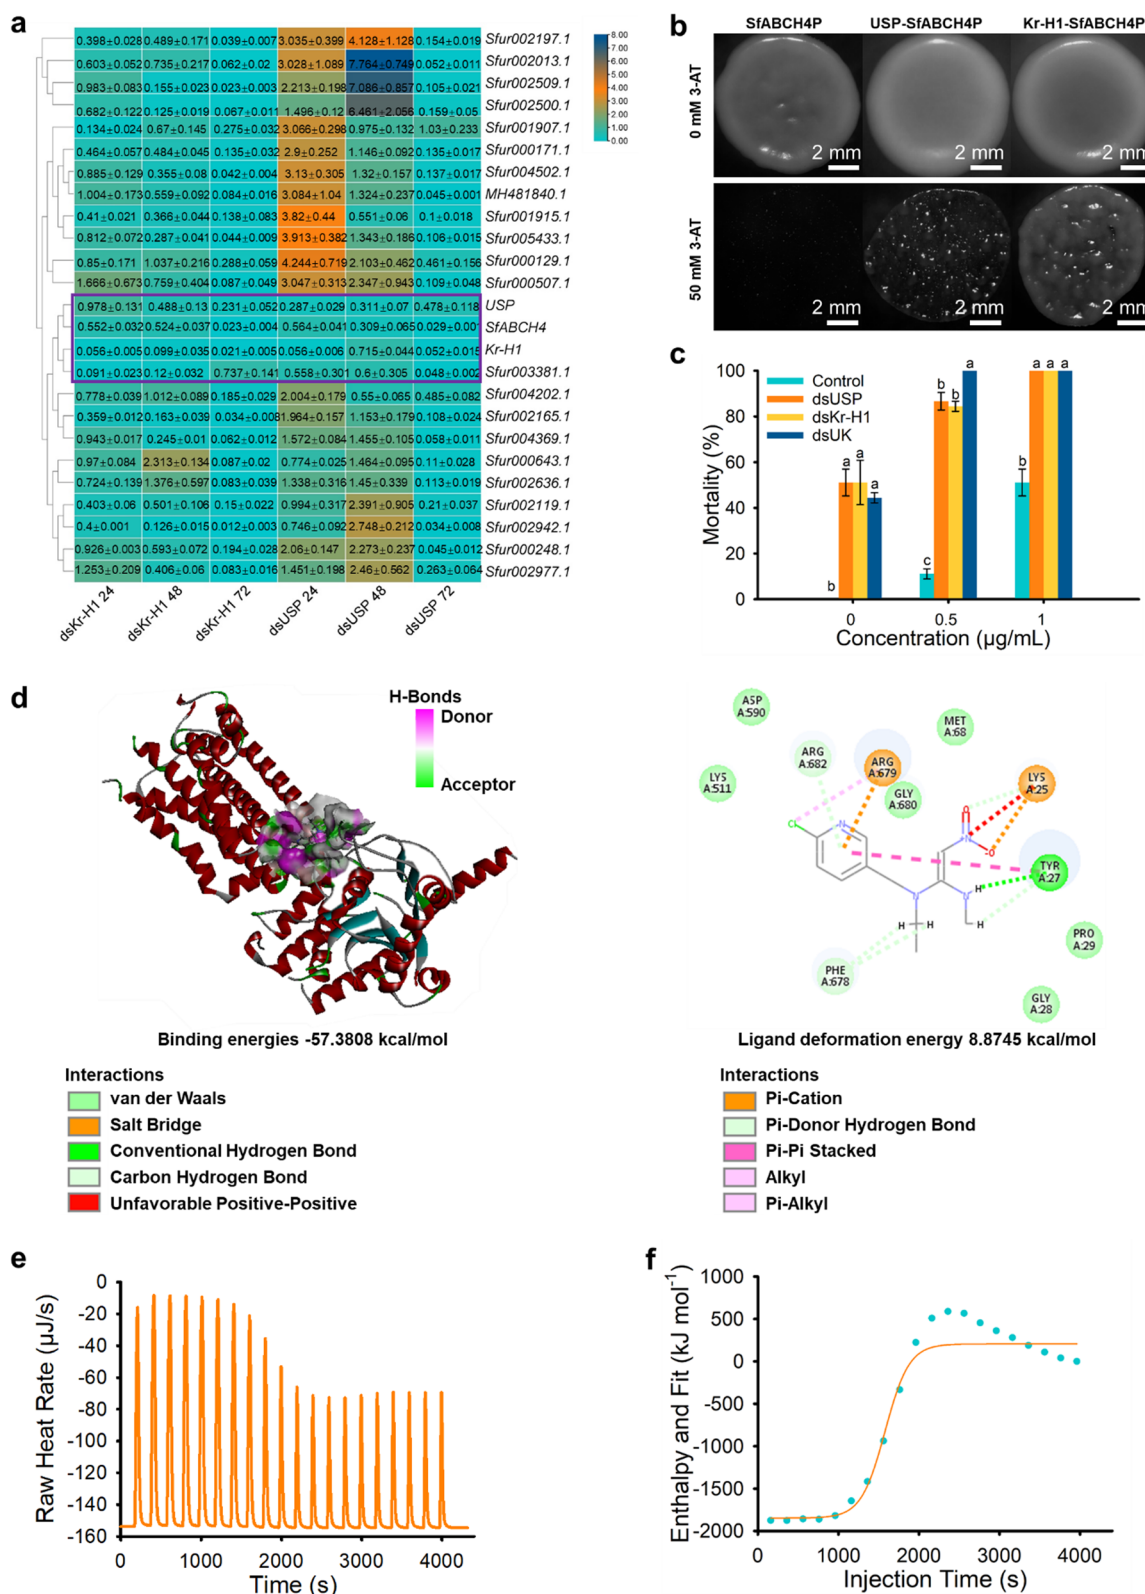 a
0.398±0.028 0.489±0.171 0.039±0.007 3.035±0.399 4.128±1.128 0.154±0.019 Sfur002197.1
0.603±0.052 0.735±0.217 0.062±0.02 3.028±1.089 7.764±0.749 0.052±0.011 Sfur002013.1
0.983±0.083 0.155±0.023 0.023±0.003 2.213±0.198 7.086±0.857 0.105±0.021 Sfur002509.1
0.682±0.122 0.125±0.019 0.067±0.011 1.496±0.12 6.461±2.056 0.159±0.05 Sfur002500.1
0.134±0.024 0.67±0.145 0.275±0.032 3.066±0.298 0.975±0.132 1.03±0.233 Sfur001907.1
0.464±0.057 0.484±0.045 0.135±0.032 2.9±0.252 1.146±0.092 0.135±0.017 Sfur000171.1
0.885±0.129 0.355±0.08 0.042±0.004 3.13±0.305 1.32±0.157 0.137±0.017 Sfur004502.1
1.004±0.173 0.559±0.092 0.084±0.016 3.084±1.04 1.324±0.237 0.045±0.001 MH481840.1
0.41±0.021 0.366±0.044 0.138±0.083 3.82±0.44 0.551±0.06 0.1±0.018 Sfur001915.1
0.812±0.072 0.287±0.041 0.044±0.009 3.913±0.382 1.343±0.186 0.106±0.015 Sfur005433.1
0.85±0.171 1.037±0.216 0.288±0.059 4.244±0.719 2.103±0.462 0.461±0.156 Sfur000129.1
1.666±0.673 0.759±0.404 0.087±0.049 3.047±0.313 2.347±0.943 0.109±0.048 Sfur000507.1
0.978±0.131 0.488±0.13 0.231±0.052 0.287±0.029 0.311±0.07 0.478±0.118 USP
0.552±0.032 0.524±0.037 0.023±0.004 0.564±0.041 0.309±0.065 0.029±0.001 SfABCH4
0.056±0.005 0.099±0.035 0.021±0.005 0.056±0.006 0.715±0.044 0.052±0.015 Kr-H1
0.091±0.023 0.12±0.032 0.737±0.141 0.558±0.301 0.6±0.305 0.048±0.002 Sfur003381.1
0.778±0.039 1.012±0.089 0.185±0.029 2.004±0.179 0.55±0.065 0.485±0.082 Sfur004202.1
0.359±0.012 0.163±0.039 0.034±0.008 1.964±0.157 1.153±0.179 0.108±0.024 Sfur002165.1
0.943±0.017 0.245±0.01 0.062±0.012 1.572±0.084 1.455±0.105 0.058±0.011 Sfur004369.1
0.97±0.084 2.313±0.134 0.087±0.02 0.774±0.025 1.464±0.095 0.11±0.028 Sfur000643.1
0.724±0.139 1.376±0.597 0.083±0.039 1.338±0.316 1.45±0.339 0.113±0.019 Sfur002636.1
0.403±0.06 0.501±0.106 0.15±0.022 0.994±0.317 2.391±0.905 0.21±0.037 Sfur002119.1
0.4±0.001 0.126±0.015 0.012±0.003 0.746±0.092 2.748±0.212 0.034±0.008 Sfur002942.1
0.926±0.003 0.593±0.072 0.194±0.028 2.06±0.147 2.273±0.237 0.045±0.012 Sfur000248.1
1.253±0.209 0.406±0.06 0.083±0.016 1.451±0.198 2.46±0.562 0.263±0.064 Sfur002977.1
dsKr-H1 24 dsKr-H1 48 dsKr-H1 72 dsUSP 24 dsUSP 48 dsUSP 72
8.00
7.00
6.00
5.00
4.00
3.00
2.00
1.00
0.00
b
SfABCH4P USP-SfABCH4P Kr-H1-SfABCH4P
0 mM 3-AT
2 mm 2 mm 2 mm
50 mM 3-AT
2 mm 2 mm 2 mm
c
Control
dsUSP
dsKr-H1
dsUK
Mortality (%)
100
80
60
40
20
0
b a a a
c b b a
b a a a
0 0.5 1
Concentration (µg/mL)
d
H-Bonds
Donor
Acceptor
Binding energies -57.3808 kcal/mol
ASP A:590
MET A:68
ARG A:682
ARG A:679
LYS A:25
LYS A:511
GLY A:680
TYR A:27
PRO A:29
PHE A:678
GLY A:28
Cl N O N -O H N N H H H
Ligand deformation energy 8.8745 kcal/mol
Interactions
van der Waals
Salt Bridge
Conventional Hydrogen Bond
Carbon Hydrogen Bond
Unfavorable Positive-Positive
Interactions
Pi-Cation
Pi-Donor Hydrogen Bond
Pi-Pi Stacked
Alkyl
Pi-Alkyl
e
Raw Heat Rate (µJ/s)
-0
-20
-40
-60
-80
-100
-120
-140
-160
0 1000 2000 3000 4000
Time (s)
f
Enthalpy and Fit (kJ mol-1)
1000
500
0
-500
-1000
-1500
-2000
0 1000 2000 3000 4000
Injection Time (s)